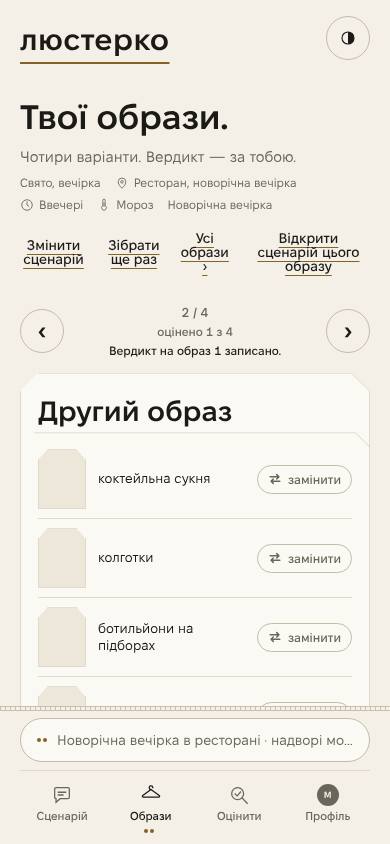 люстерко
Твої образи.
Чотири варіанти. Вердикт — за тобою.
Свято, вечірка Ресторан, новорічна вечірка
Ввечері Мороз Новорічна вечірка
Змінити сценарій
Зібрати ще раз
Усі образи ›
Відкрити сценарій цього образу
2 / 4
оцінено 1 з 4
Вердикт на образ 1 записано.
‹ ›
Другий образ
коктейльна сукня замінити
колготки замінити
ботильйони на підборах замінити
Новорічна вечірка в ресторані · надворі мо...
Сценарій Образи Оцінити М Профіль